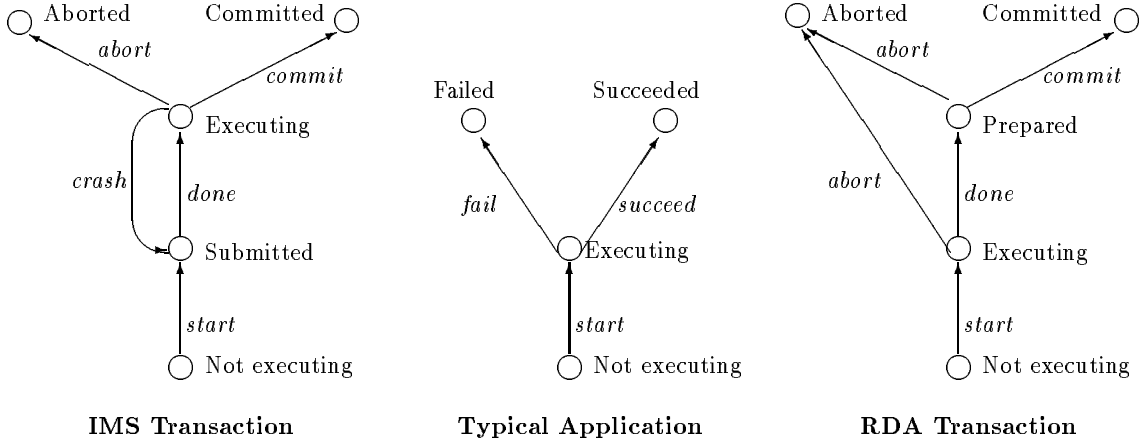 Aborted
Committed
abort
commit
Executing
crash
done
Submitted
start
Not executing
IMS Transaction
Failed
Succeeded
fail
succeed
Executing
start
Not executing
Typical Application
Aborted
Committed
abort
commit
Prepared
abort
done
Executing
start
Not executing
RDA Transaction